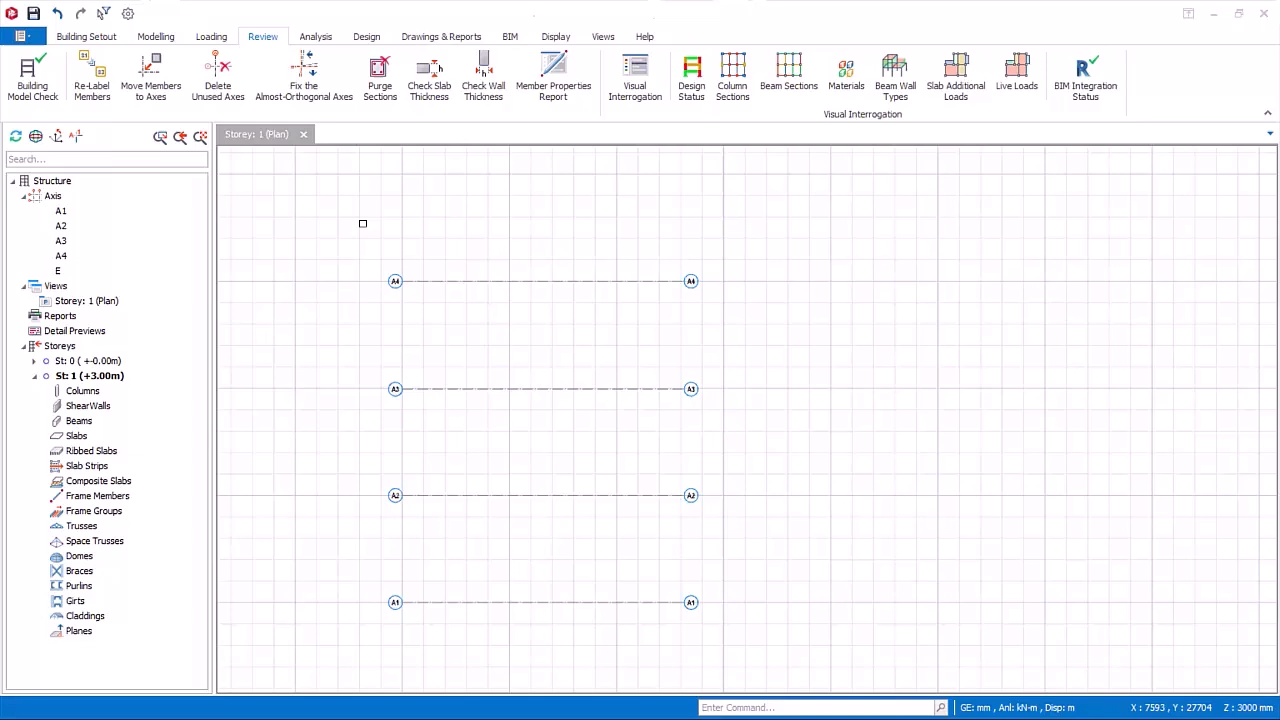 Building Setout Modelling Loading Review Analysis Design Drawings & Reports BIM Display Views Help
Building Model Check
Re-Label Members
Move Members to Axes
Delete Unused Axes
Fix the Almost-Orthogonal Axes
Purge Sections
Check Slab Thickness
Check Wall Thickness
Member Properties Report
Visual Interrogation
Design Status
Column Sections
Beam Sections
Materials
Beam Wall Types
Slab Additional Loads
Live Loads
BIM Integration Status
Visual Interrogation
Storey: 1 (Plan)
Search...
Structure
Axis
A1
A2
A3
A4
E
Views
Storey: 1 (Plan)
Reports
Detail Previews
Storeys
St: 0 ( +-0.00m)
St: 1 (+3.00m)
Columns
ShearWalls
Beams
Slabs
Ribbed Slabs
Slab Strips
Composite Slabs
Frame Members
Frame Groups
Trusses
Space Trusses
Domes
Braces
Purlins
Girts
Claddings
Planes
A4 A4
A3 A3
A2 A2
A1 A1
Enter Command... GE: mm , Anl: kN-m , Disp: m X : 7593 , Y : 27704 Z : 3000 mm